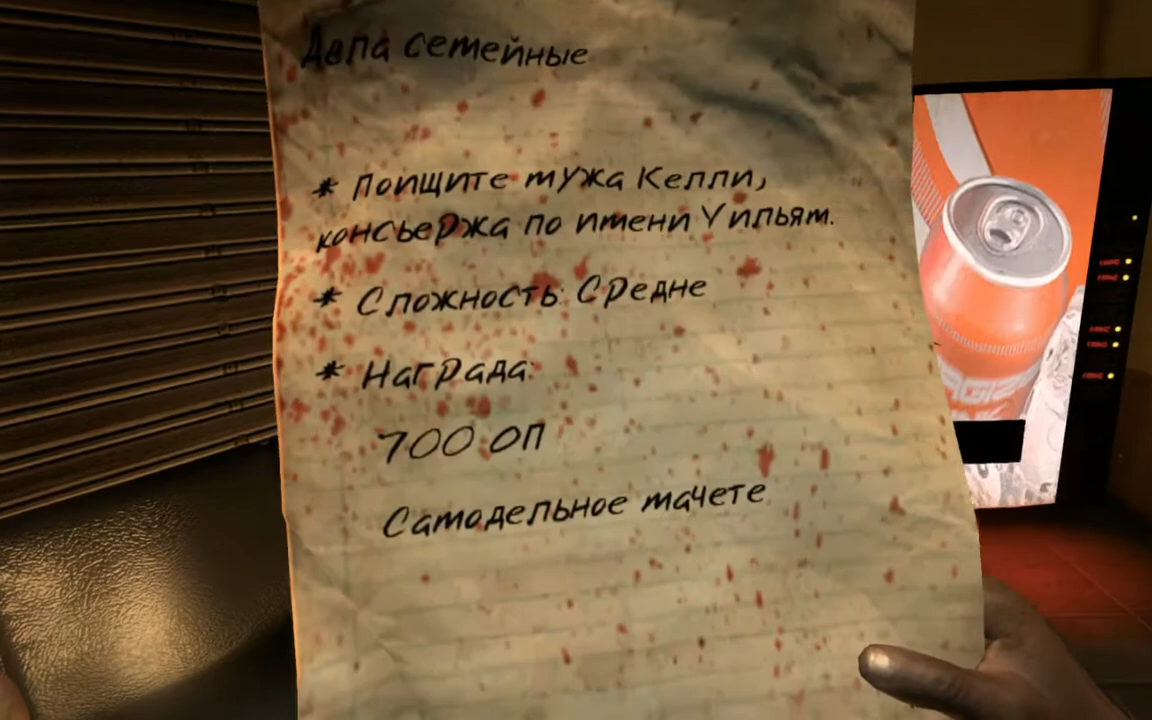 Дела семейные
* Поищите мужа Келли,
консьержа по имени Уильям.
* Сложность: Средне
* Награда:
700 ОП
Самодельное мачете